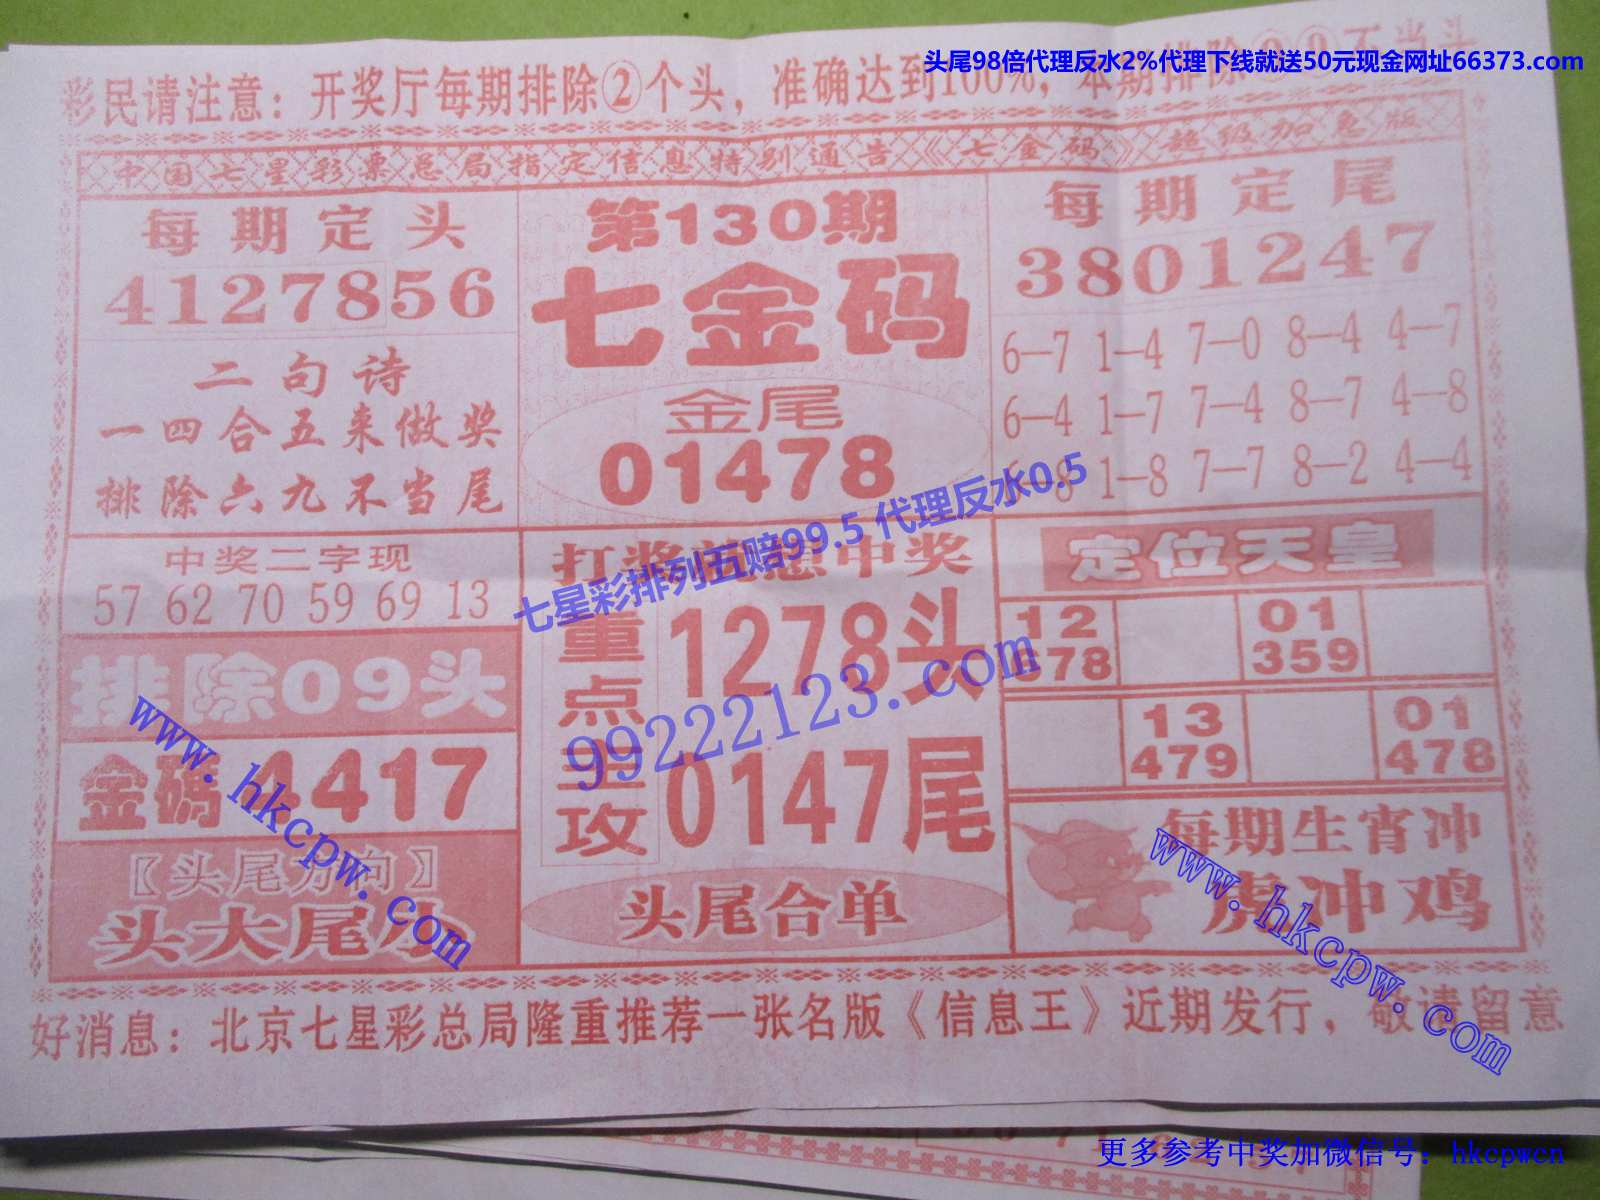 头尾98倍代理反水2%代理下线就送50元现金网址66373.com
彩民请注意：开奖厅每期排除②个头，准确达到100%，本期排除⓪⑨不当头
中国七星彩票总局指定信息特别通告《七金码》超级加急版
每期定头
4127856
二句诗
一四合五来做奖
排除六九不当尾
中奖二字现
57 62 70 59 69 13
排除09头
金碼 4417
〖头尾方向〗
头大尾小
第130期
七金码
金尾
01478
打奖 中奖
重点主攻
1278头
0147尾
头尾合单
每期定尾
3801247
6—7 1—4 7—0 8—4 4—7
6—4 1—7 7—4 8—7 4—8
6—8 1—8 7—7 8—2 4—4
定位天皇
12 01
678 359
13 01
479 478
每期生肖冲
虎冲鸡
好消息：北京七星彩总局隆重推荐一张名版《信息王》近期发行，敬请留意
七星彩排列五赔99.5 代理反水0.5
99222123.com
www.hkcpw.com
www.hkcpw.com
更多参考中奖加微信号：hkcpwcn